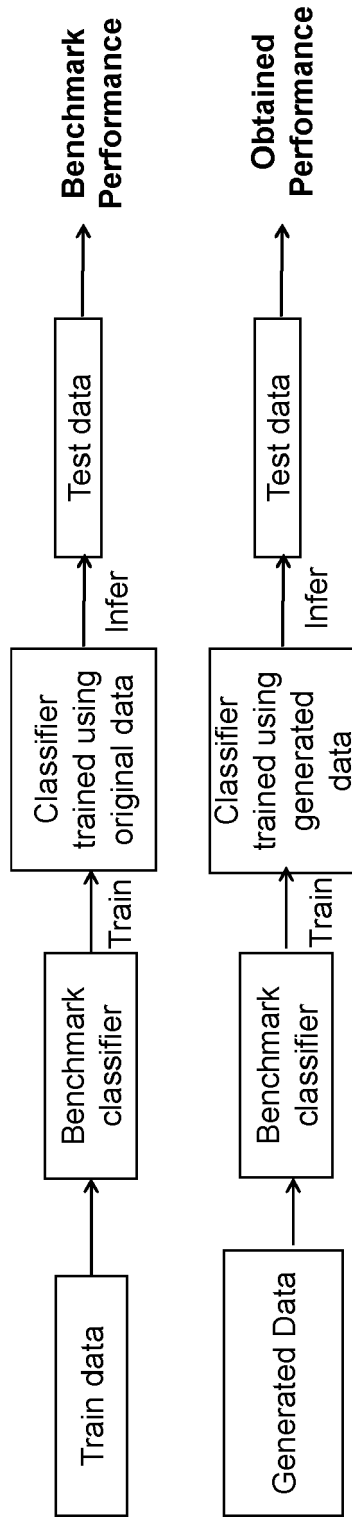 Train data
Benchmark
classifier
Train
Classifier
trained using
original data
Infer
Test data
Benchmark
Performance
Generated Data
Benchmark
classifier
Train
Classifier
trained using
generated
data
Infer
Test data
Obtained
Performance